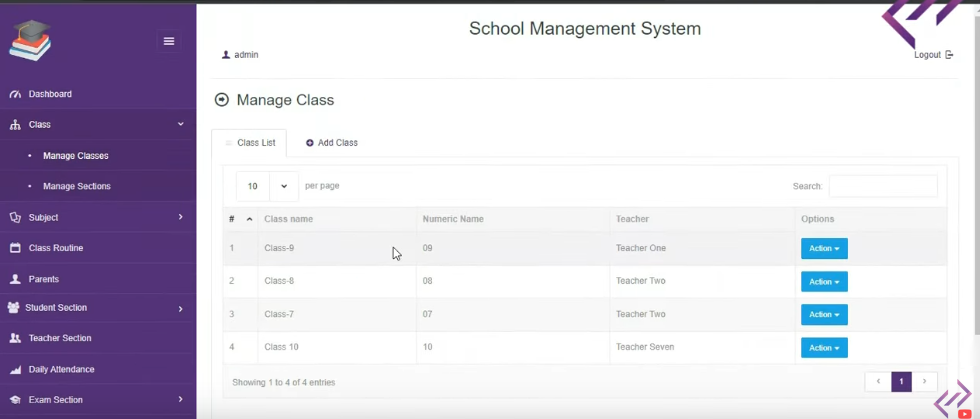 School Management System
admin
Logout
Dashboard
Class
Manage Classes
Manage Sections
Subject
Class Routine
Parents
Student Section
Teacher Section
Daily Attendance
Exam Section
Manage Class
Class List
Add Class
10 per page
Search:
# Class name Numeric Name Teacher Options
1 Class-9 09 Teacher One Action
2 Class-8 08 Teacher Two Action
3 Class-7 07 Teacher Two Action
4 Class 10 10 Teacher Seven Action
Showing 1 to 4 of 4 entries
1